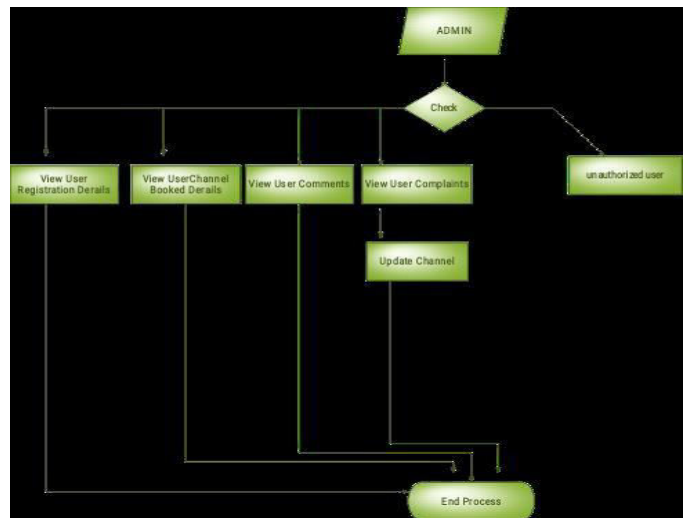 ADMIN
Check
View User
Registration Derails
View UserChannel
Booked Derails
View User Comments
View User Complaints
unauthorized user
Update Channel
End Process